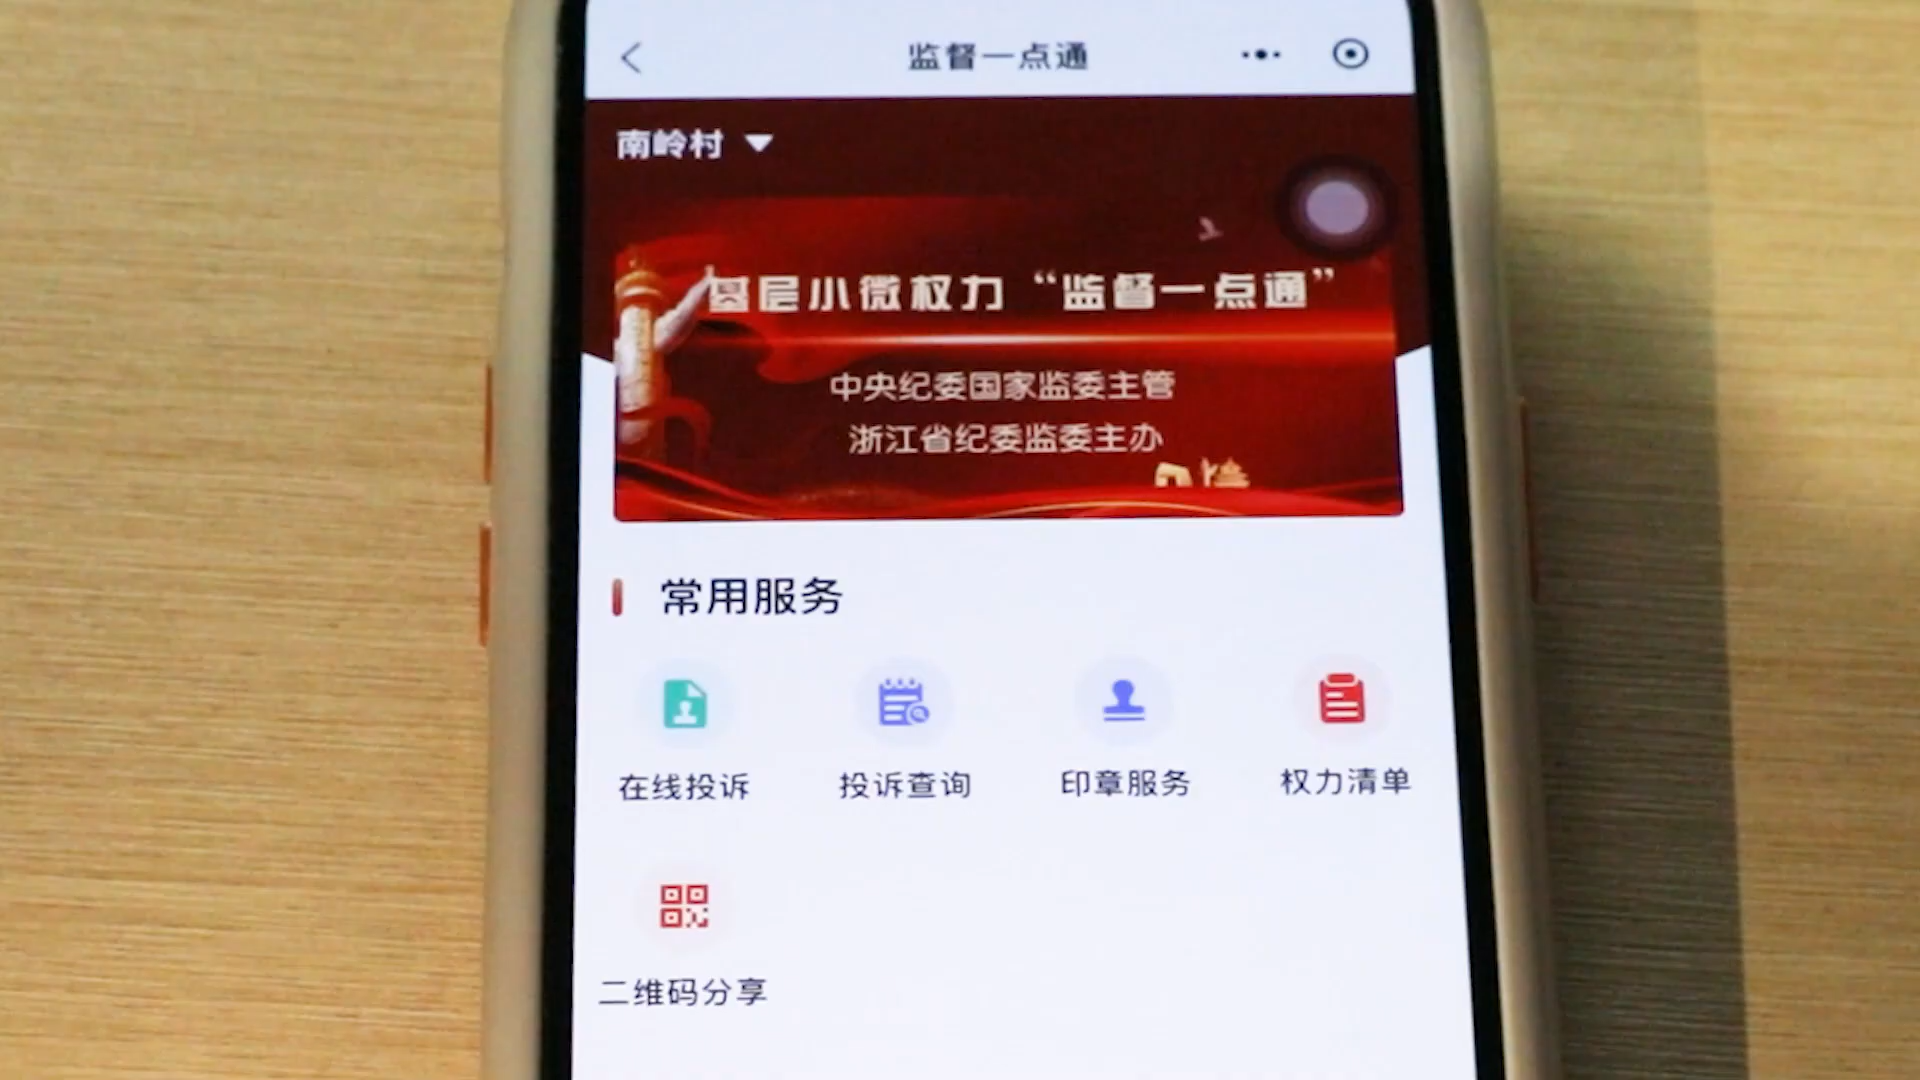 监督一点通
南岭村
基层小微权力“监督一点通”
中央纪委国家监委主管
浙江省纪委监委主办
常用服务
在线投诉 投诉查询 印章服务 权力清单
二维码分享